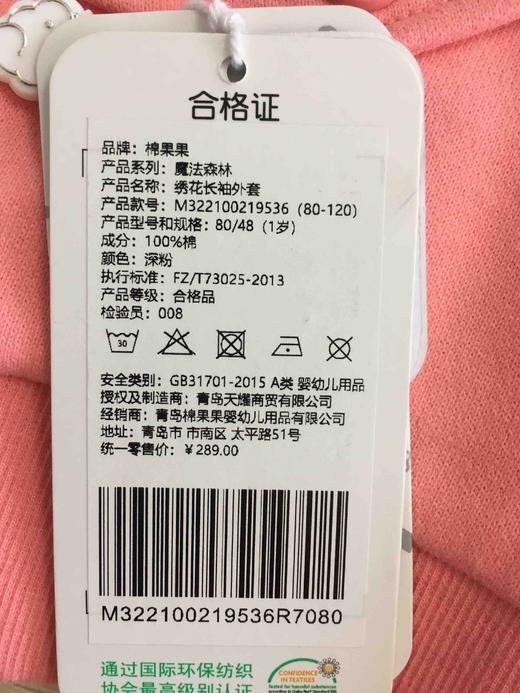 合格证
品牌: 棉果果
产品系列: 魔法森林
产品名称: 绣花长袖外套
产品款号: M322100219536 (80-120)
产品型号和规格: 80/48 (1岁)
成分: 100%棉
颜色: 深粉
执行标准: FZ/T73025-2013
产品等级: 合格品
检验员: 008
30
安全类别: GB31701-2015 A类 婴幼儿用品
授权及制造商: 青岛天耀商贸有限公司
经销商: 青岛棉果果婴幼儿用品有限公司
地址: 青岛市 市南区 太平路51号
统一零售价: ¥289.00
M322100219536R7080
通过国际环保纺织
协会最高级别认证
CONFIDENCE
IN TEXTILES
Tested for harmful substances